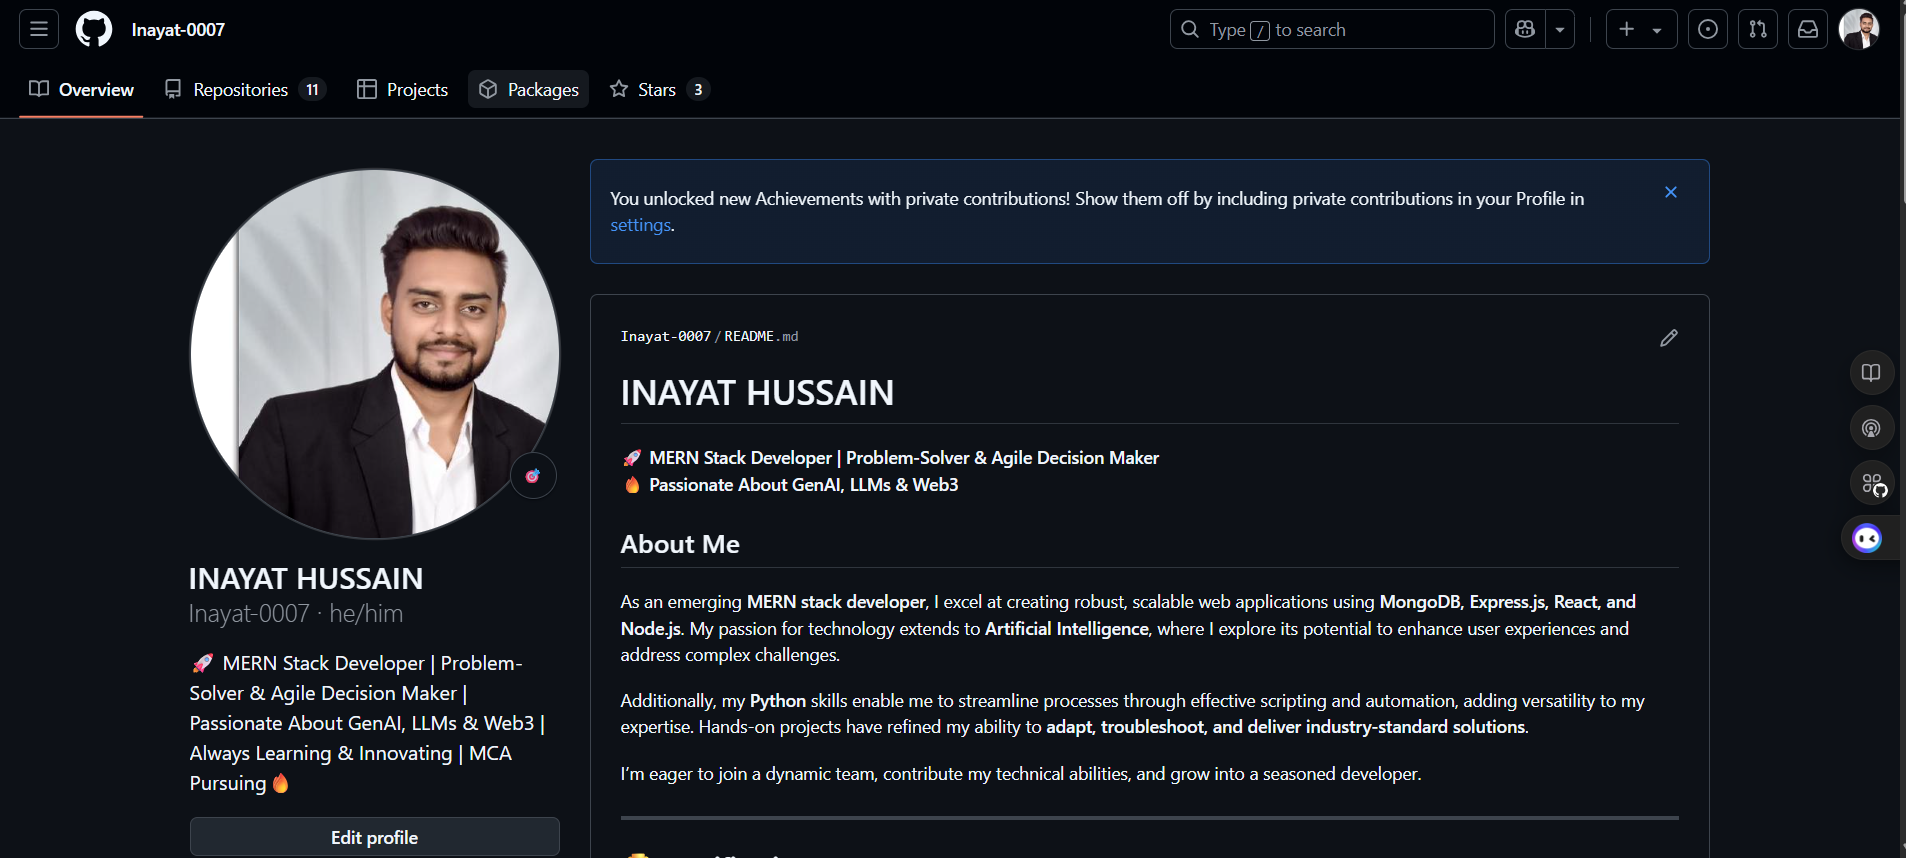 Inayat-0007
Type / to search
Overview
Repositories 11
Projects
Packages
Stars 3
You unlocked new Achievements with private contributions! Show them off by including private contributions in your Profile in
settings.
INAYAT HUSSAIN
Inayat-0007 · he/him
🚀 MERN Stack Developer | Problem-
Solver & Agile Decision Maker |
Passionate About GenAI, LLMs & Web3 |
Always Learning & Innovating | MCA
Pursuing🔥
Edit profile
Inayat-0007/README.md
INAYAT HUSSAIN
🚀 MERN Stack Developer | Problem-Solver & Agile Decision Maker
🔥 Passionate About GenAI, LLMs & Web3
About Me
As an emerging MERN stack developer, I excel at creating robust, scalable web applications using MongoDB, Express.js, React, and
Node.js. My passion for technology extends to Artificial Intelligence, where I explore its potential to enhance user experiences and
address complex challenges.
Additionally, my Python skills enable me to streamline processes through effective scripting and automation, adding versatility to my
expertise. Hands-on projects have refined my ability to adapt, troubleshoot, and deliver industry-standard solutions.
I'm eager to join a dynamic team, contribute my technical abilities, and grow into a seasoned developer.